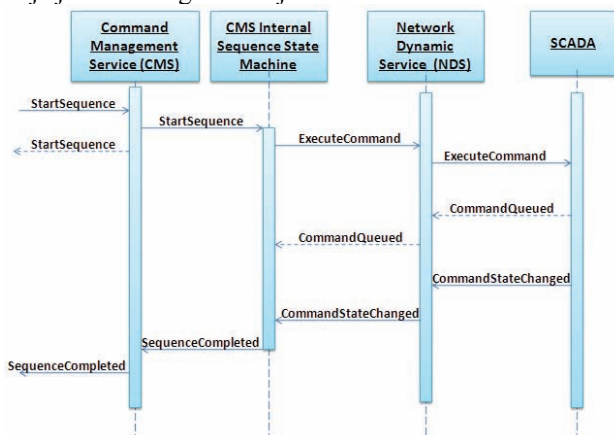 Command
Management
Service (CMS)
CMS Internal
Sequence State
Machine
Network
Dynamic
Service (NDS)
SCADA
StartSequence
StartSequence
StartSequence
ExecuteCommand
ExecuteCommand
CommandQueued
CommandQueued
CommandStateChanged
CommandStateChanged
SequenceCompleted
SequenceCompleted